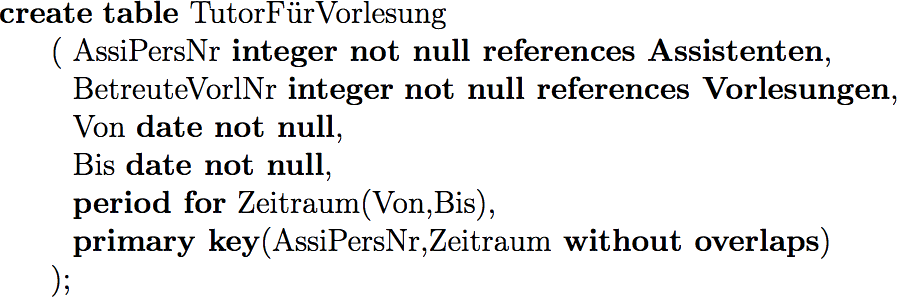 create table TutorFürVorlesung
( AssiPersNr integer not null references Assistenten,
BetreuteVorlNr integer not null references Vorlesungen,
Von date not null,
Bis date not null,
period for Zeitraum(Von,Bis),
primary key(AssiPersNr,Zeitraum without overlaps)
);